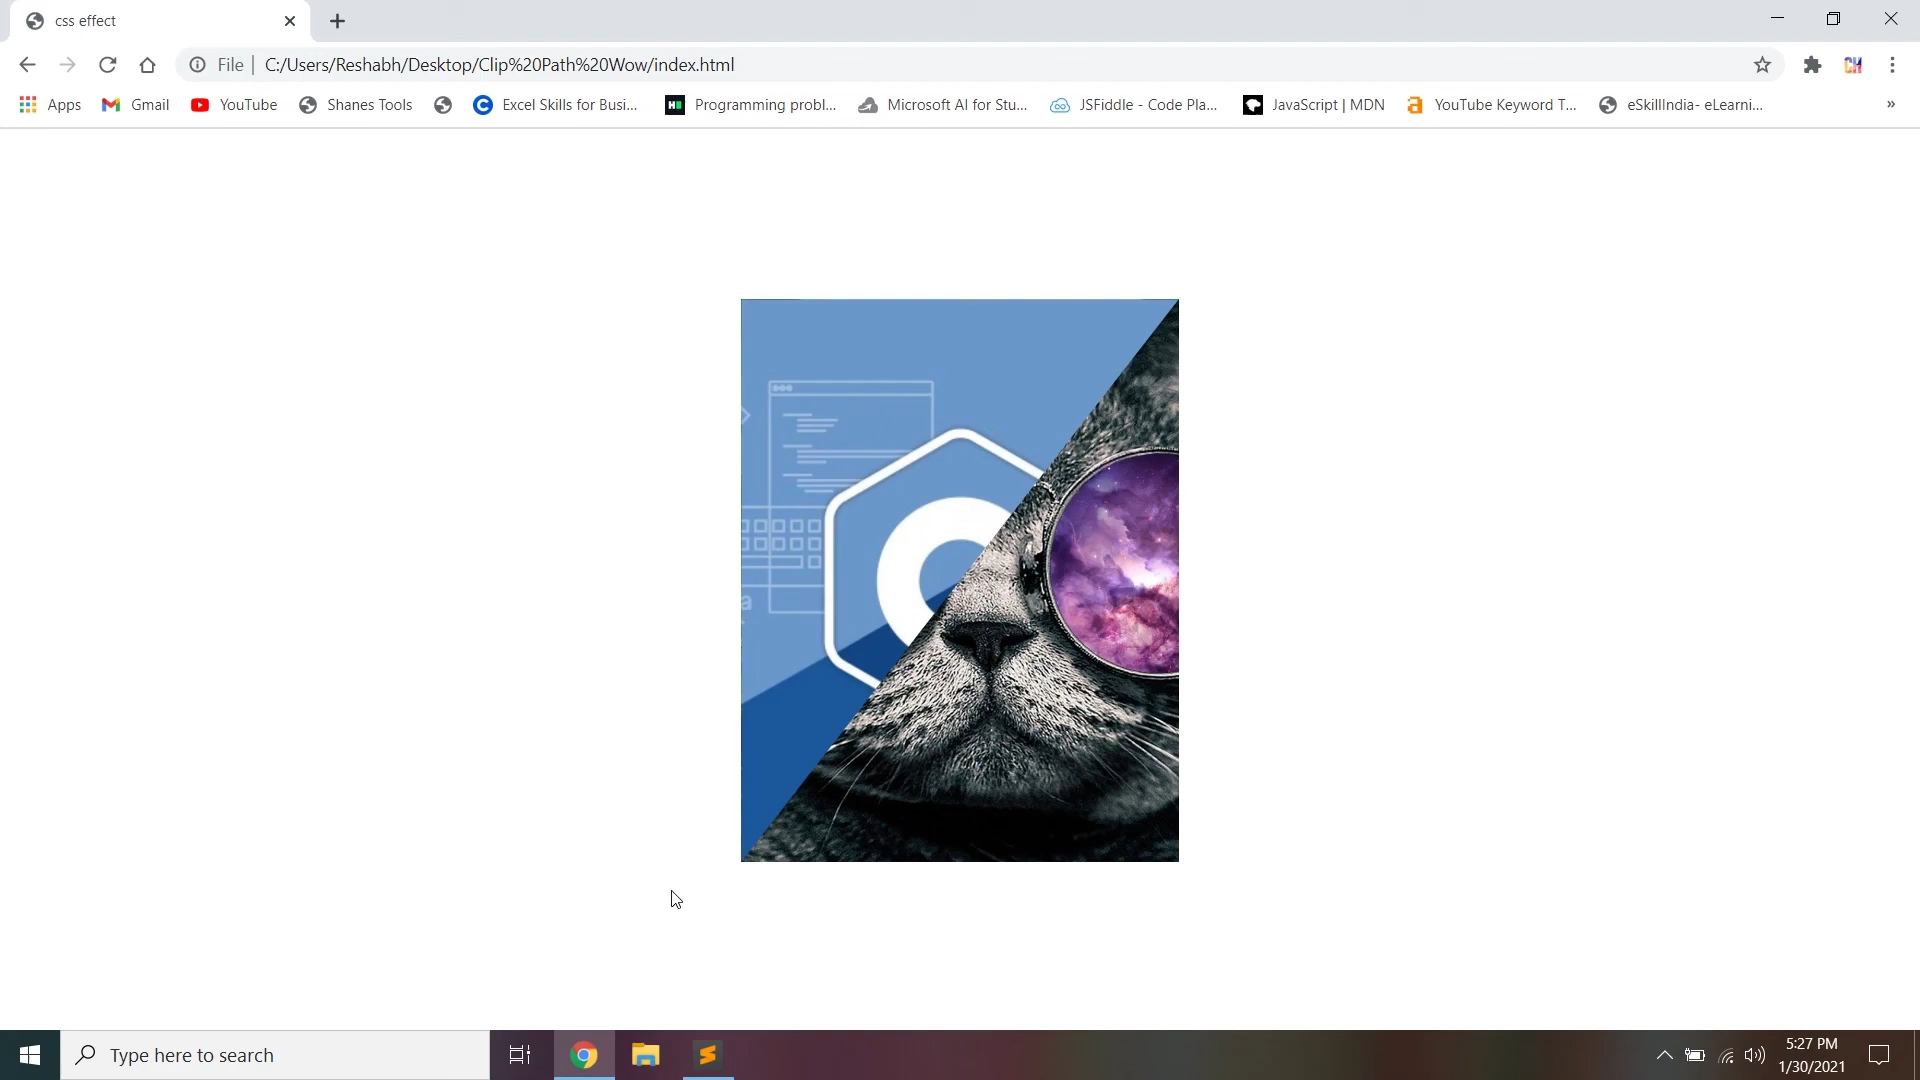 css effect
File
C:/Users/Reshabh/Desktop/Clip%20Path%20Wow/index.html
Apps
Gmail
YouTube
Shanes Tools
Excel Skills for Busi...
Programming probl...
Microsoft AI for Stu...
JSFiddle - Code Pla...
JavaScript | MDN
YouTube Keyword T...
eSkillIndia- eLearni...
»
Type here to search
5:27 PM
1/30/2021